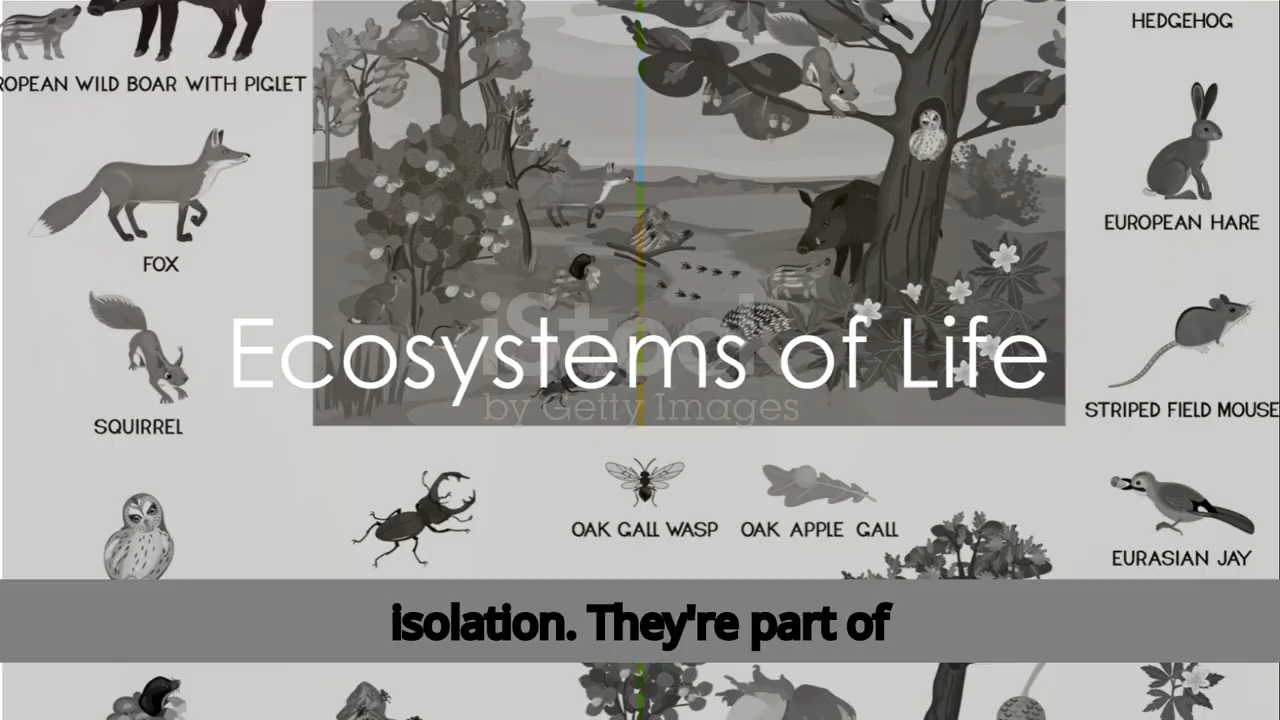 HEDGEHOG
ROPEAN WILD BOAR WITH PIGLET
EUROPEAN HARE
FOX
iStock
Ecosystems of Life
by Getty Images
STRIPED FIELD MOUSE
SQUIRREL
OAK GALL WASP
OAK APPLE GALL
EURASIAN JAY
isolation. They're part of